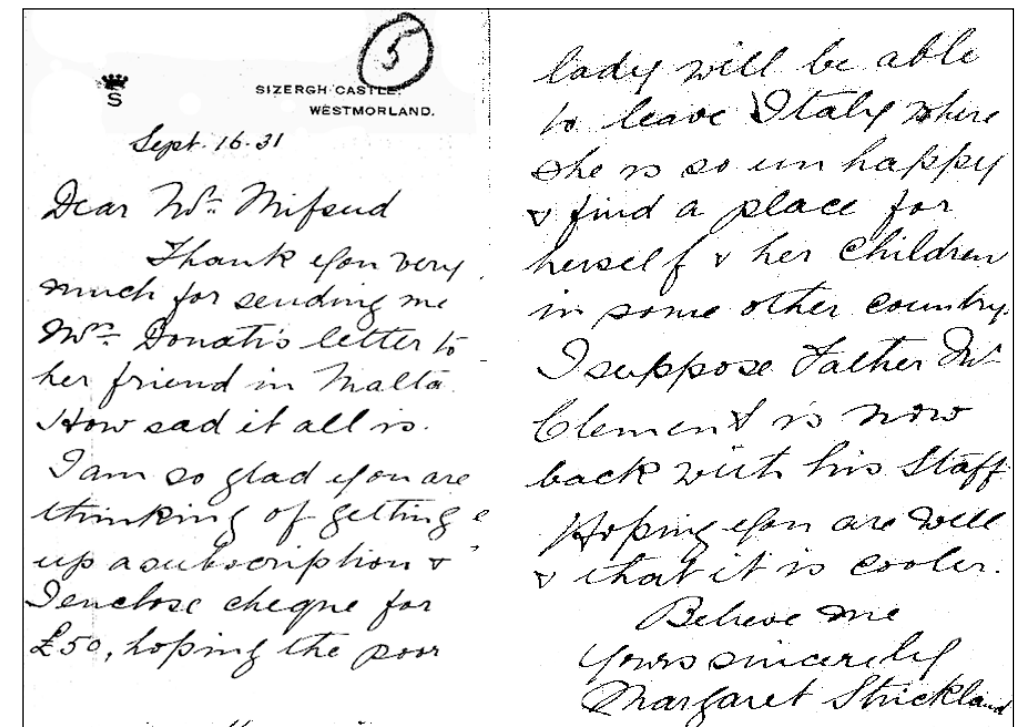 5
S
SIZERGH CASTLE.
WESTMORLAND.
Sept. 16. 31
Dear Mr. Mifsud
Thank you very
much for sending me
Mrs. Donati's letter to
her friend in Malta.
How sad it all is.
I am so glad you are
thinking of getting
up a subscription &
I enclose cheque for
£50, hoping the poor
lady will be able
to leave Italy where
she is so un happy
& find a place for
herself & her children
in some other country.
I suppose Father
Clement is now
back with his Staff
Hoping you are well
& that it is cooler.
Believe me
Yours sincerely
Margaret Strickland